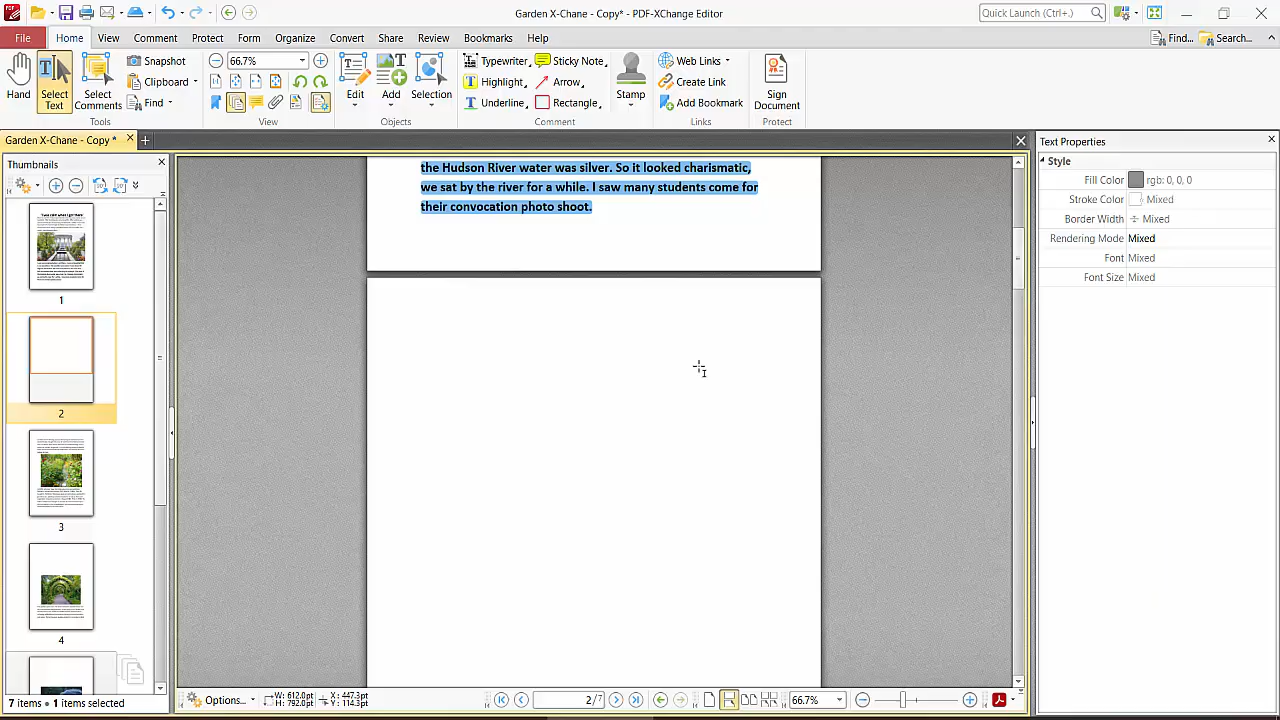 Garden X-Chane - Copy* - PDF-XChange Editor
Quick Launch (Ctrl+.)
File Home View Comment Protect Form Organize Convert Share Review Bookmarks Help
Find... Search...
66.7%
Snapshot
Clipboard
Find
Hand
Select Text
Select Comments
Tools
View
Edit
Add
Selection
Objects
Typewriter
Sticky Note
Highlight
Arrow
Underline
Rectangle
Stamp
Comment
Web Links
Create Link
Add Bookmark
Links
Sign Document
Protect
Garden X-Chane - Copy *
Thumbnails
1
2
3
4
the Hudson River water was silver. So it looked charismatic,
we sat by the river for a while. I saw many students come for
their convocation photo shoot.
Text Properties
Style
Fill Color rgb: 0, 0, 0
Stroke Color Mixed
Border Width Mixed
Rendering Mode Mixed
Font Mixed
Font Size Mixed
7 items • 1 items selected
Options...
W: 612.0pt
H: 792.0pt
X: 447.3pt
Y: 114.3pt
2 / 7
66.7%